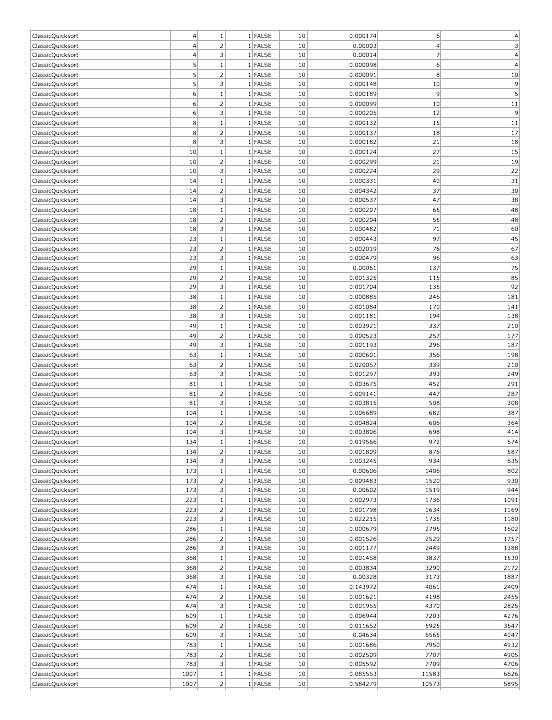 ClassicQuicksort 4 1 1 FALSE 10 0.000174 6 4
ClassicQuicksort 4 2 1 FALSE 10 0.00003 4 3
ClassicQuicksort 4 3 1 FALSE 10 0.00014 7 4
ClassicQuicksort 5 1 1 FALSE 10 0.000098 6 4
ClassicQuicksort 5 2 1 FALSE 10 0.000091 8 10
ClassicQuicksort 5 3 1 FALSE 10 0.000148 10 9
ClassicQuicksort 6 1 1 FALSE 10 0.000189 9 5
ClassicQuicksort 6 2 1 FALSE 10 0.000099 10 11
ClassicQuicksort 6 3 1 FALSE 10 0.000205 12 9
ClassicQuicksort 8 1 1 FALSE 10 0.000132 15 11
ClassicQuicksort 8 2 1 FALSE 10 0.000137 18 17
ClassicQuicksort 8 3 1 FALSE 10 0.000182 21 18
ClassicQuicksort 10 1 1 FALSE 10 0.000124 27 15
ClassicQuicksort 10 2 1 FALSE 10 0.000299 21 19
ClassicQuicksort 10 3 1 FALSE 10 0.000224 29 22
ClassicQuicksort 14 1 1 FALSE 10 0.000331 40 31
ClassicQuicksort 14 2 1 FALSE 10 0.004342 37 30
ClassicQuicksort 14 3 1 FALSE 10 0.000537 47 38
ClassicQuicksort 18 1 1 FALSE 10 0.000207 65 48
ClassicQuicksort 18 2 1 FALSE 10 0.000204 55 48
ClassicQuicksort 18 3 1 FALSE 10 0.000482 71 60
ClassicQuicksort 23 1 1 FALSE 10 0.000443 97 45
ClassicQuicksort 23 2 1 FALSE 10 0.002019 76 67
ClassicQuicksort 23 3 1 FALSE 10 0.000479 96 63
ClassicQuicksort 29 1 1 FALSE 10 0.00061 137 75
ClassicQuicksort 29 2 1 FALSE 10 0.001325 115 85
ClassicQuicksort 29 3 1 FALSE 10 0.001704 135 92
ClassicQuicksort 38 1 1 FALSE 10 0.000885 246 181
ClassicQuicksort 38 2 1 FALSE 10 0.001084 170 141
ClassicQuicksort 38 3 1 FALSE 10 0.001181 194 138
ClassicQuicksort 49 1 1 FALSE 10 0.003921 337 210
ClassicQuicksort 49 2 1 FALSE 10 0.000523 257 177
ClassicQuicksort 49 3 1 FALSE 10 0.001193 296 187
ClassicQuicksort 63 1 1 FALSE 10 0.000601 356 198
ClassicQuicksort 63 2 1 FALSE 10 0.020057 339 210
ClassicQuicksort 63 3 1 FALSE 10 0.001297 393 249
ClassicQuicksort 81 1 1 FALSE 10 0.003675 452 291
ClassicQuicksort 81 2 1 FALSE 10 0.009141 447 287
ClassicQuicksort 81 3 1 FALSE 10 0.003815 508 308
ClassicQuicksort 104 1 1 FALSE 10 0.006689 682 387
ClassicQuicksort 104 2 1 FALSE 10 0.004824 606 364
ClassicQuicksort 104 3 1 FALSE 10 0.003806 698 414
ClassicQuicksort 134 1 1 FALSE 10 0.019566 972 674
ClassicQuicksort 134 2 1 FALSE 10 0.001809 876 587
ClassicQuicksort 134 3 1 FALSE 10 0.003245 934 635
ClassicQuicksort 173 1 1 FALSE 10 0.00606 1406 802
ClassicQuicksort 173 2 1 FALSE 10 0.009483 1520 930
ClassicQuicksort 173 3 1 FALSE 10 0.00602 1519 944
ClassicQuicksort 223 1 1 FALSE 10 0.002973 1736 1091
ClassicQuicksort 223 2 1 FALSE 10 0.001798 1634 1169
ClassicQuicksort 223 3 1 FALSE 10 0.022215 1735 1180
ClassicQuicksort 286 1 1 FALSE 10 0.000679 2795 1602
ClassicQuicksort 286 2 1 FALSE 10 0.001526 2529 1757
ClassicQuicksort 286 3 1 FALSE 10 0.001177 2449 1388
ClassicQuicksort 368 1 1 FALSE 10 0.001458 3837 1530
ClassicQuicksort 368 2 1 FALSE 10 0.003834 3290 2172
ClassicQuicksort 368 3 1 FALSE 10 0.00328 3173 1887
ClassicQuicksort 474 1 1 FALSE 10 0.143972 4061 2409
ClassicQuicksort 474 2 1 FALSE 10 0.001621 4198 2455
ClassicQuicksort 474 3 1 FALSE 10 0.001955 4370 2825
ClassicQuicksort 609 1 1 FALSE 10 0.006944 7203 4276
ClassicQuicksort 609 2 1 FALSE 10 0.011652 5925 3547
ClassicQuicksort 609 3 1 FALSE 10 0.04634 6565 4047
ClassicQuicksort 783 1 1 FALSE 10 0.001686 7950 4932
ClassicQuicksort 783 2 1 FALSE 10 0.002509 7707 4905
ClassicQuicksort 783 3 1 FALSE 10 0.005592 7709 4706
ClassicQuicksort 1007 1 1 FALSE 10 0.085553 11583 6626
ClassicQuicksort 1007 2 1 FALSE 10 0.584279 10573 5895